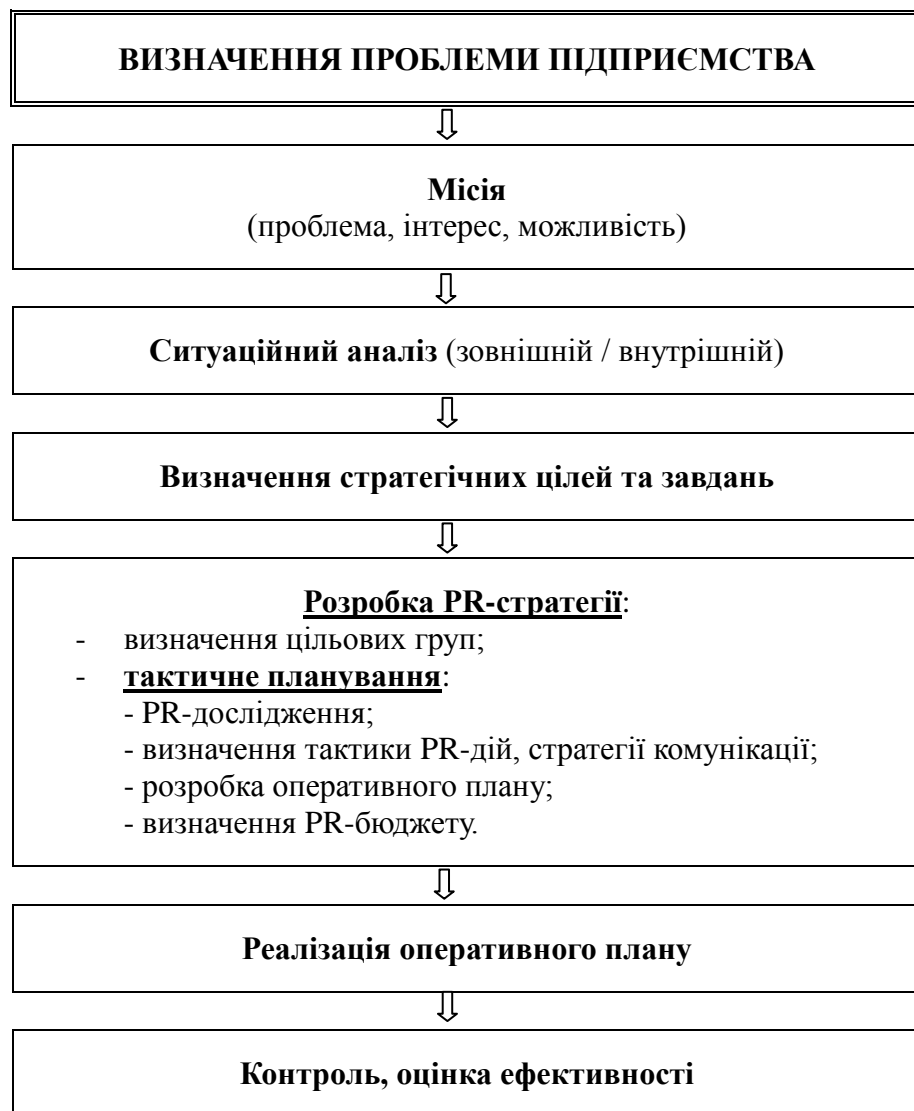 ВИЗНАЧЕННЯ ПРОБЛЕМИ ПІДПРИЄМСТВА
Місія
(проблема, інтерес, можливість)
Ситуаційний аналіз (зовнішній / внутрішній)
Визначення стратегічних цілей та завдань
Розробка PR-стратегії:
- визначення цільових груп;
- тактичне планування:
- PR-дослідження;
- визначення тактики PR-дій, стратегії комунікації;
- розробка оперативного плану;
- визначення PR-бюджету.
Реалізація оперативного плану
Контроль, оцінка ефективності